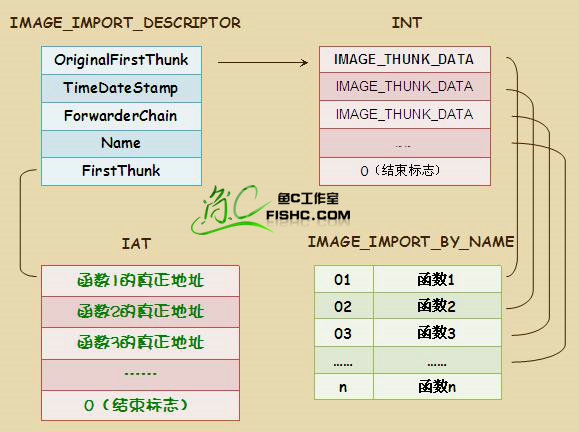 IMAGE_IMPORT_DESCRIPTOR
OriginalFirstThunk
TimeDateStamp
ForwarderChain
Name
FirstThunk
INT
IMAGE_THUNK_DATA
IMAGE_THUNK_DATA
IMAGE_THUNK_DATA
... ...
0（结束标志）
鱼C工作室
FISHC.COM
IAT
函数1的真正地址
函数2的真正地址
函数3的真正地址
······
0（结束标志）
IMAGE_IMPORT_BY_NAME
01 函数1
02 函数2
03 函数3
…… ……
n 函数n